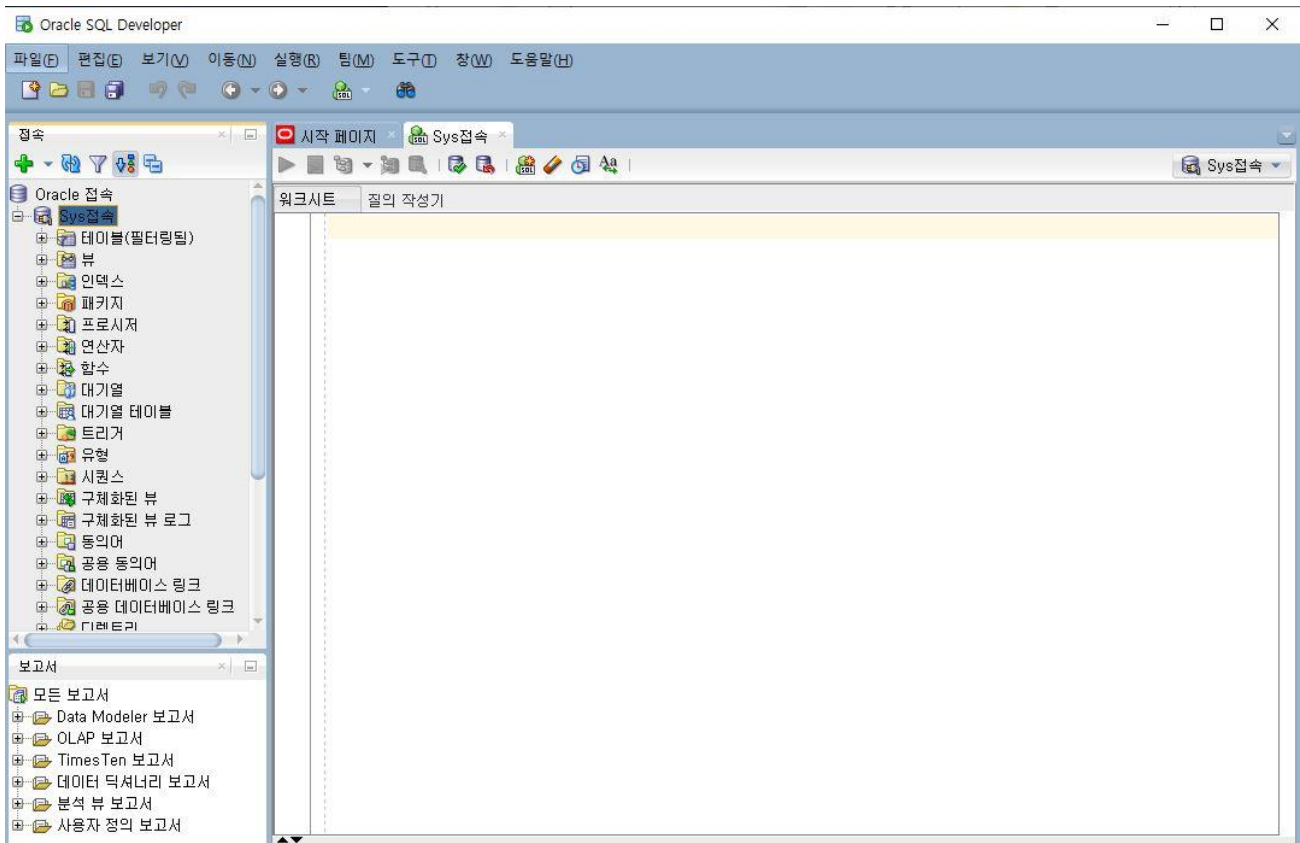 Oracle SQL Developer
파일(F) 편집(E) 보기(V) 이동(N) 실행(R) 팀(M) 도구(T) 창(W) 도움말(H)
접속
Oracle 접속
Sys접속
테이블(필터링됨)
뷰
인덱스
패키지
프로시저
연산자
함수
대기열
대기열 테이블
트리거
유형
시퀀스
구체화된 뷰
구체화된 뷰 로그
동의어
공용 동의어
데이터베이스 링크
공용 데이터베이스 링크
디렉토리
보고서
모든 보고서
Data Modeler 보고서
OLAP 보고서
TimesTen 보고서
데이터 딕셔너리 보고서
분석 뷰 보고서
사용자 정의 보고서
시작 페이지 Sys접속
Sys접속
워크시트 질의 작성기